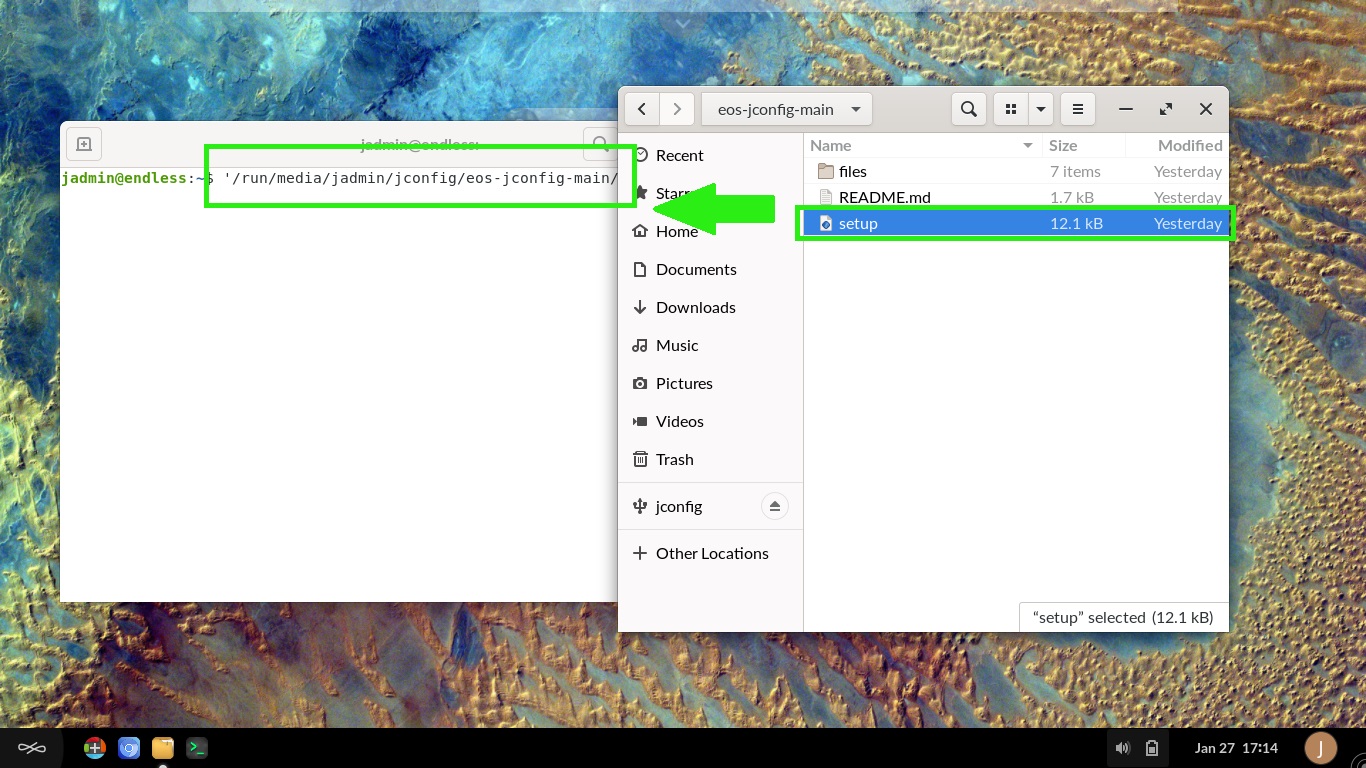 jadmin@endless:~
jadmin@endless:~$ '/run/media/jadmin/jconfig/eos-jconfig-main/
eos-jconfig-main
Recent
Home
Documents
Downloads
Music
Pictures
Videos
Trash
jconfig
Other Locations
Name Size Modified
files 7 items Yesterday
README.md 1.7 kB Yesterday
setup 12.1 kB Yesterday
“setup” selected (12.1 kB)
Jan 27 17:14
J